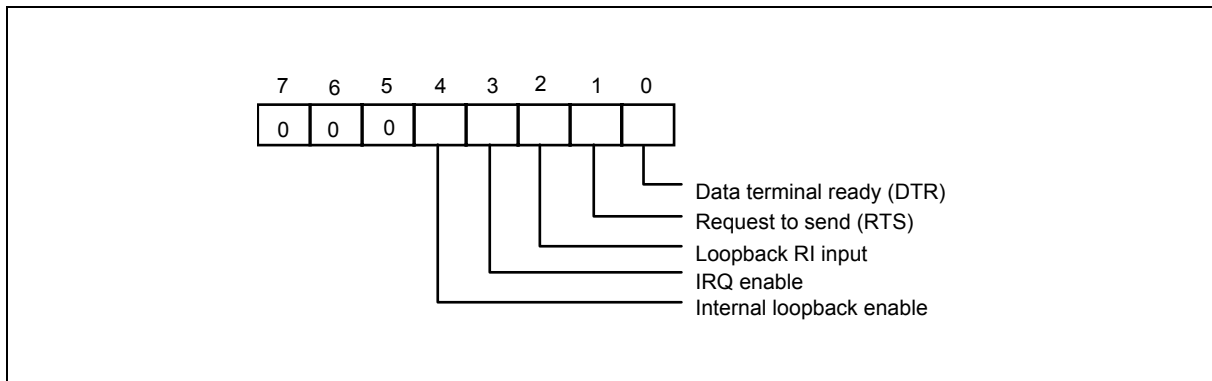 7 6 5 4 3 2 1 0
0 0 0
Data terminal ready (DTR)
Request to send (RTS)
Loopback RI input
IRQ enable
Internal loopback enable